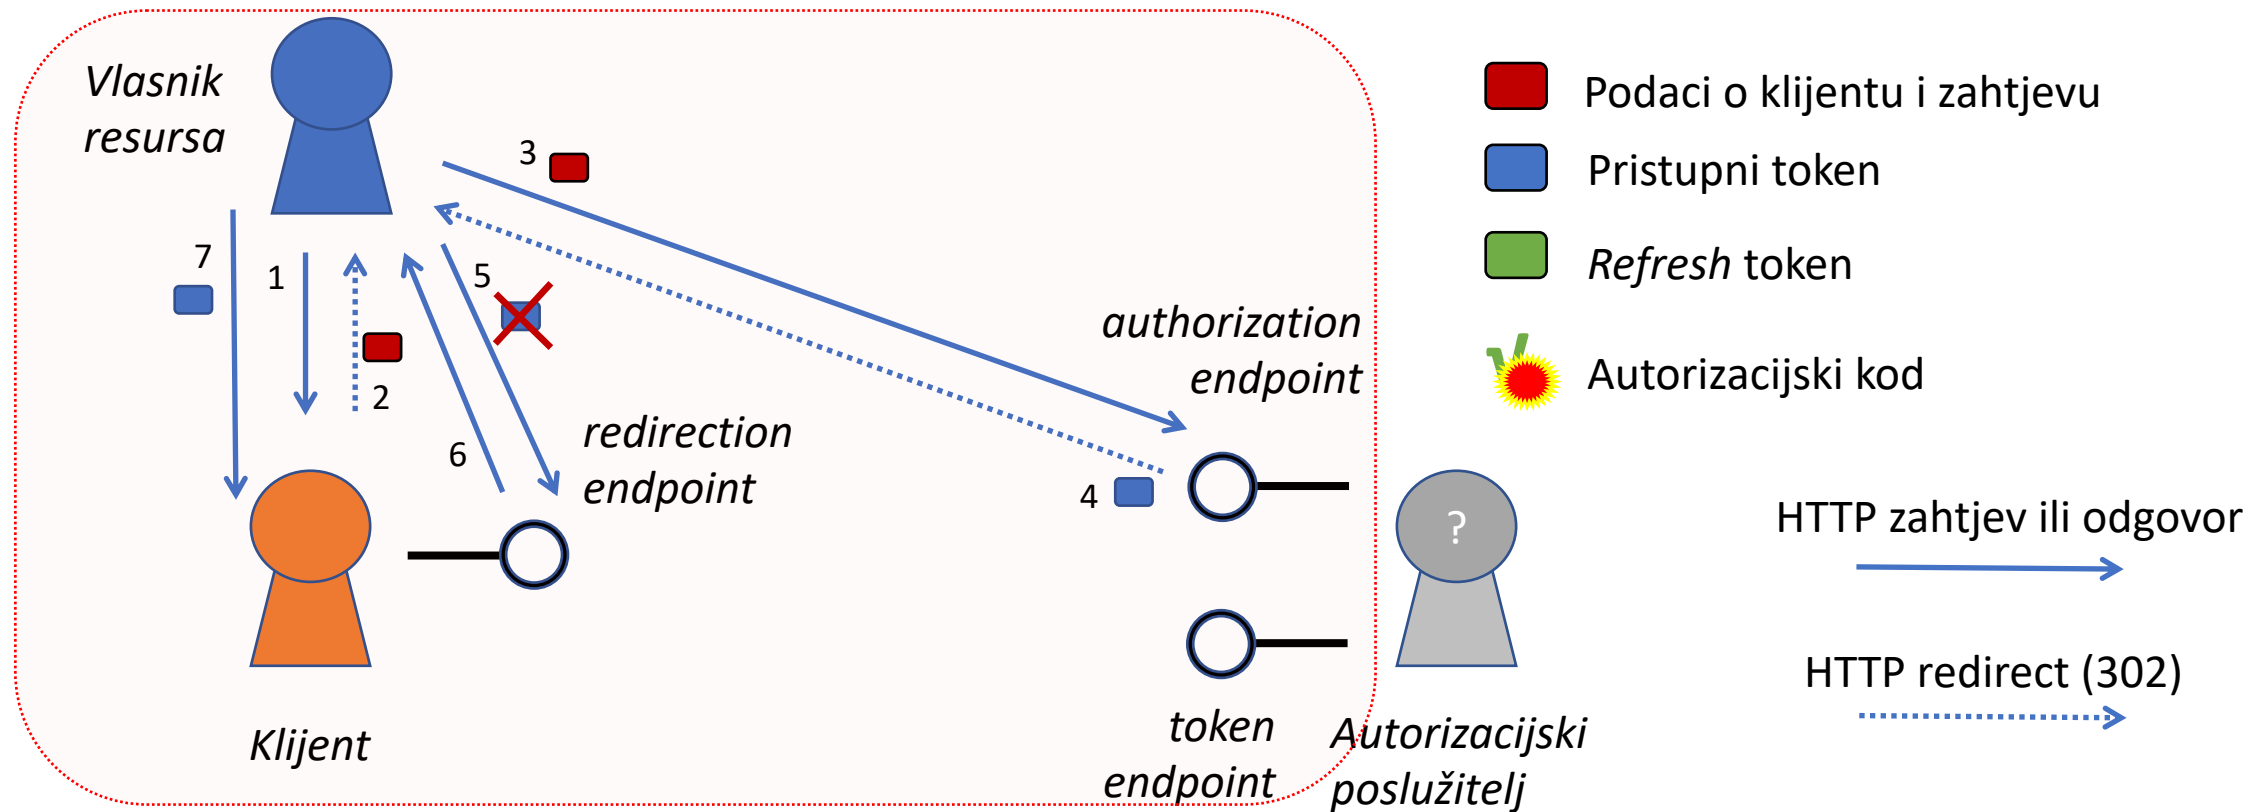 Vlasnik
resursa
7
1
2
3
5
6
4
redirection
endpoint
authorization
endpoint
?
Klijent
token
endpoint
Autorizacijski
poslužitelj
Podaci o klijentu i zahtjevu
Pristupni token
Refresh token
Autorizacijski kod
HTTP zahtjev ili odgovor
HTTP redirect (302)